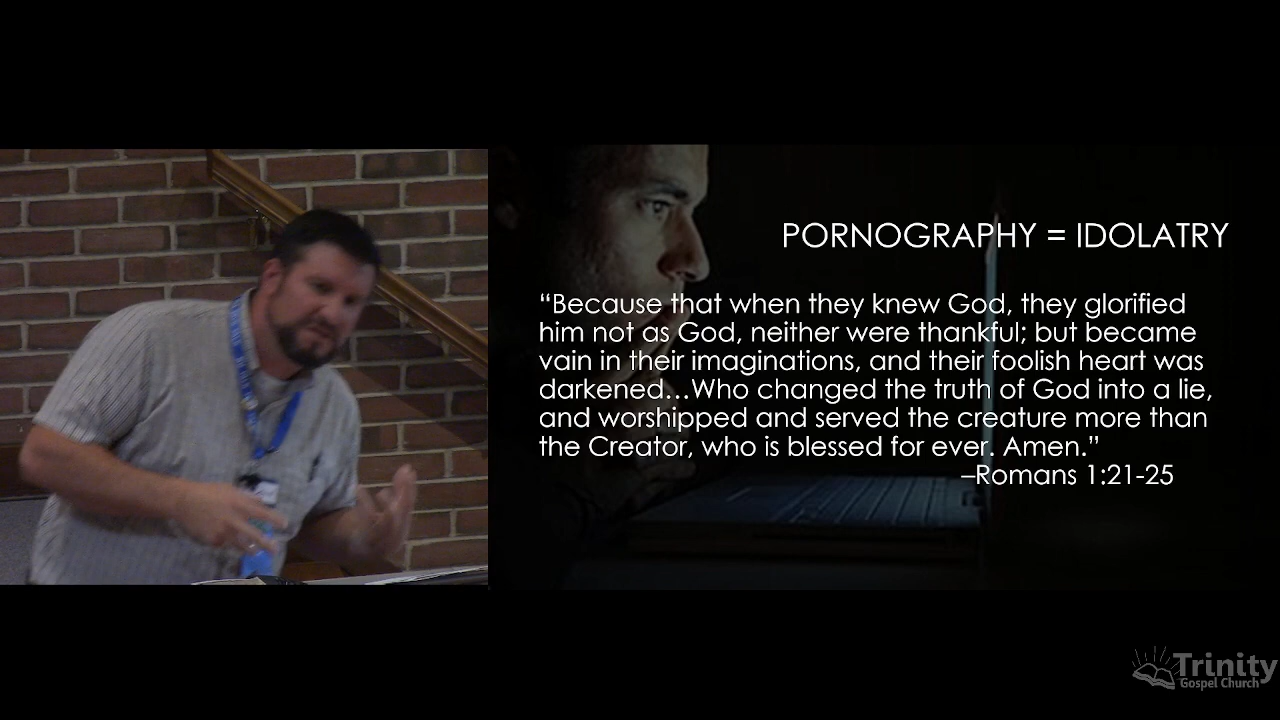 PORNOGRAPHY = IDOLATRY
“Because that when they knew God, they glorified
him not as God, neither were thankful; but became
vain in their imaginations, and their foolish heart was
darkened…Who changed the truth of God into a lie,
and worshipped and served the creature more than
the Creator, who is blessed for ever. Amen.”
–Romans 1:21-25
Trinity
Gospel Church